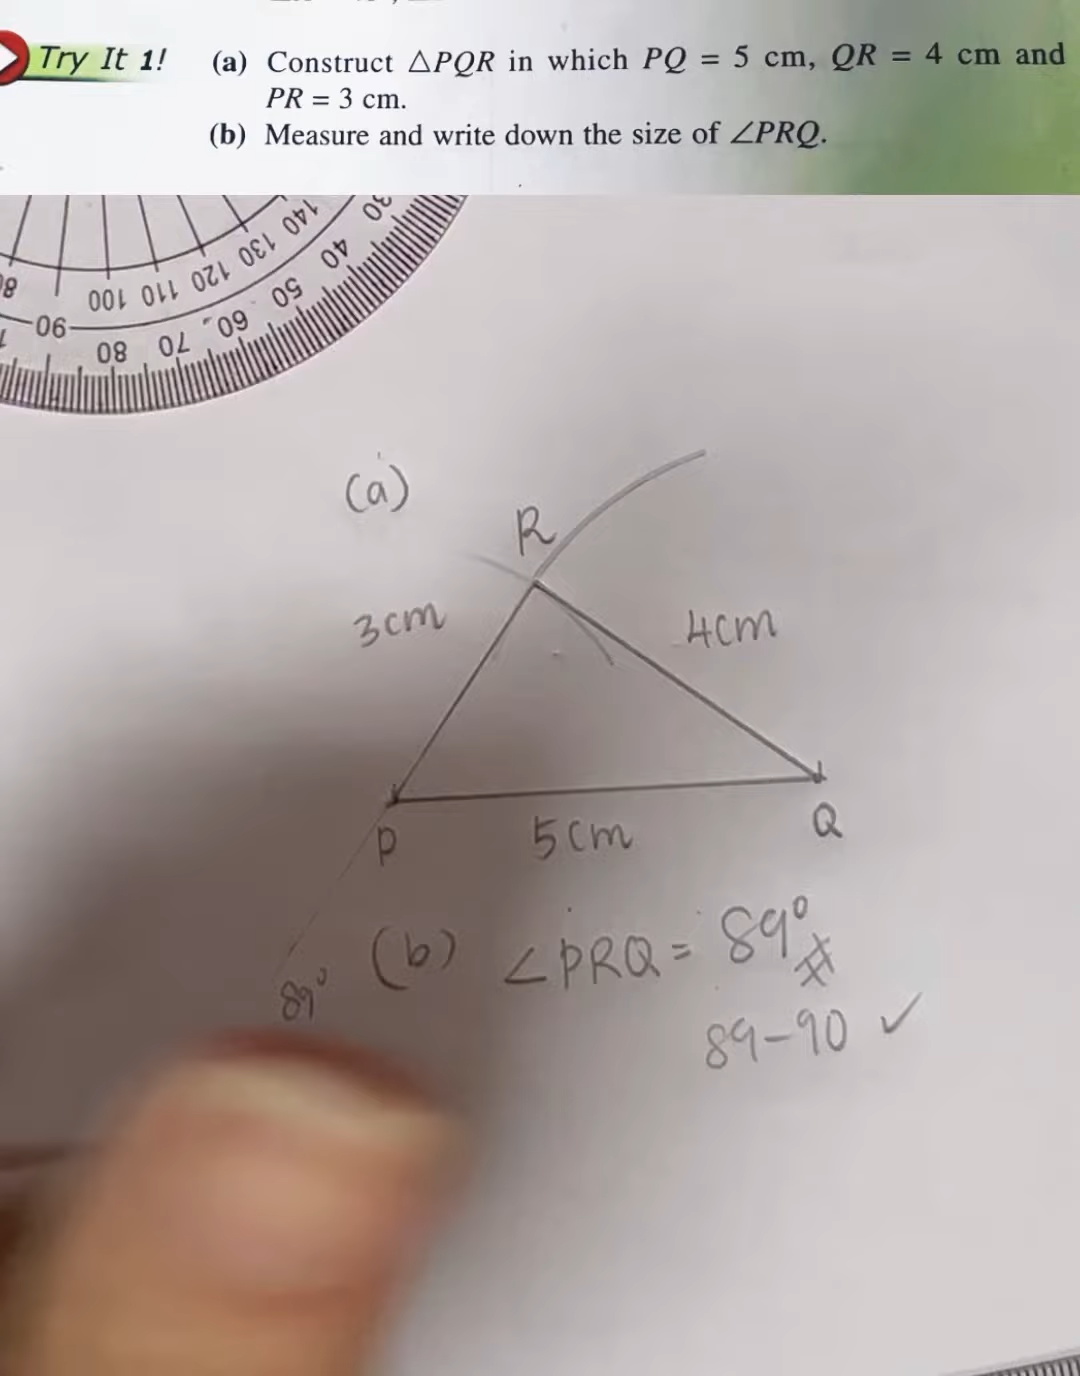 Try It 1! (a) Construct △PQR in which PQ = 5 cm, QR = 4 cm and
PR = 3 cm.
(b) Measure and write down the size of ∠PRQ.
140 130 120 110 100
40 50 60 70 80 90
(a)
R
3cm
4cm
P
5cm
Q
(b) ∠PRQ = 89°
89°
89-90 ✓